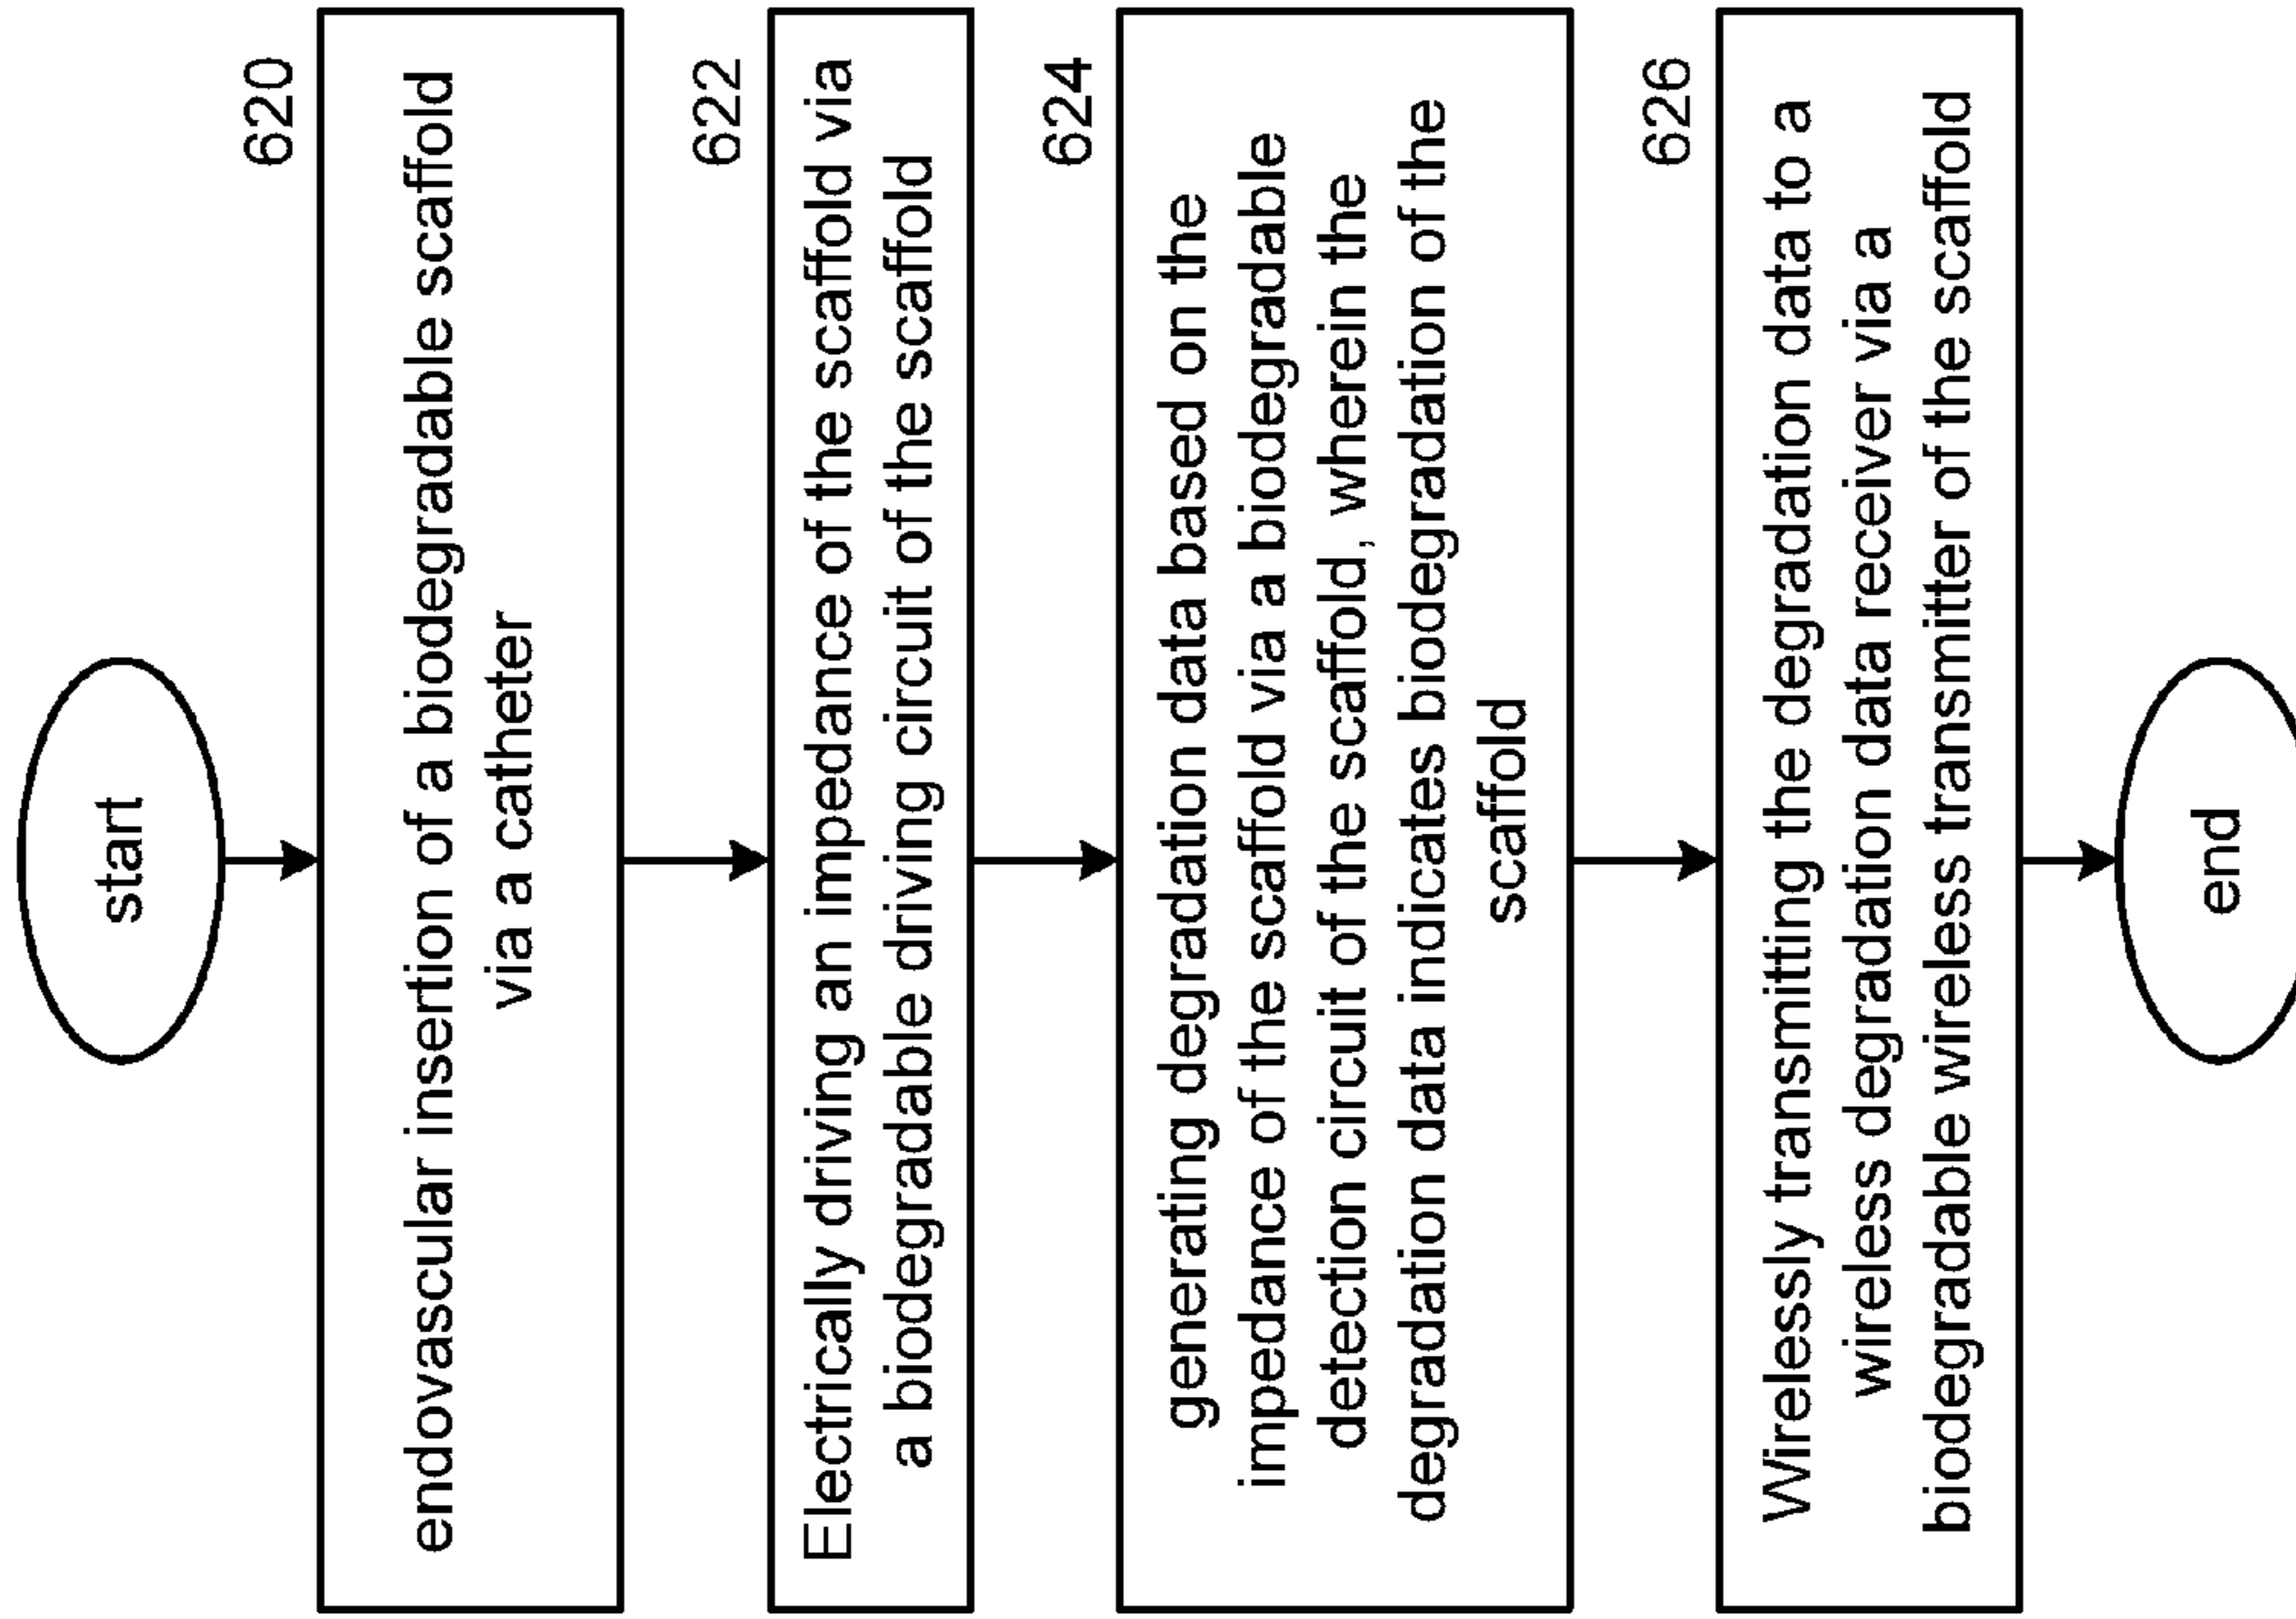 start
620
endovascular insertion of a biodegradable scaffold
via a catheter
622
Electrically driving an impedance of the scaffold via
a biodegradable driving circuit of the scaffold
624
generating degradation data based on the
impedance of the scaffold via a biodegradable
detection circuit of the scaffold, wherein the
degradation data indicates biodegradation of the
scaffold
626
Wirelessly transmitting the degradation data to a
wireless degradation data receiver via a
biodegradable wireless transmitter of the scaffold
end